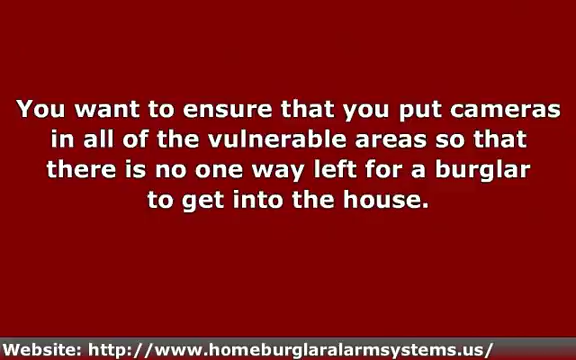 You want to ensure that you put cameras
in all of the vulnerable areas so that
there is no one way left for a burglar
to get into the house.
Website: http://www.homeburglaralarmsystems.us/